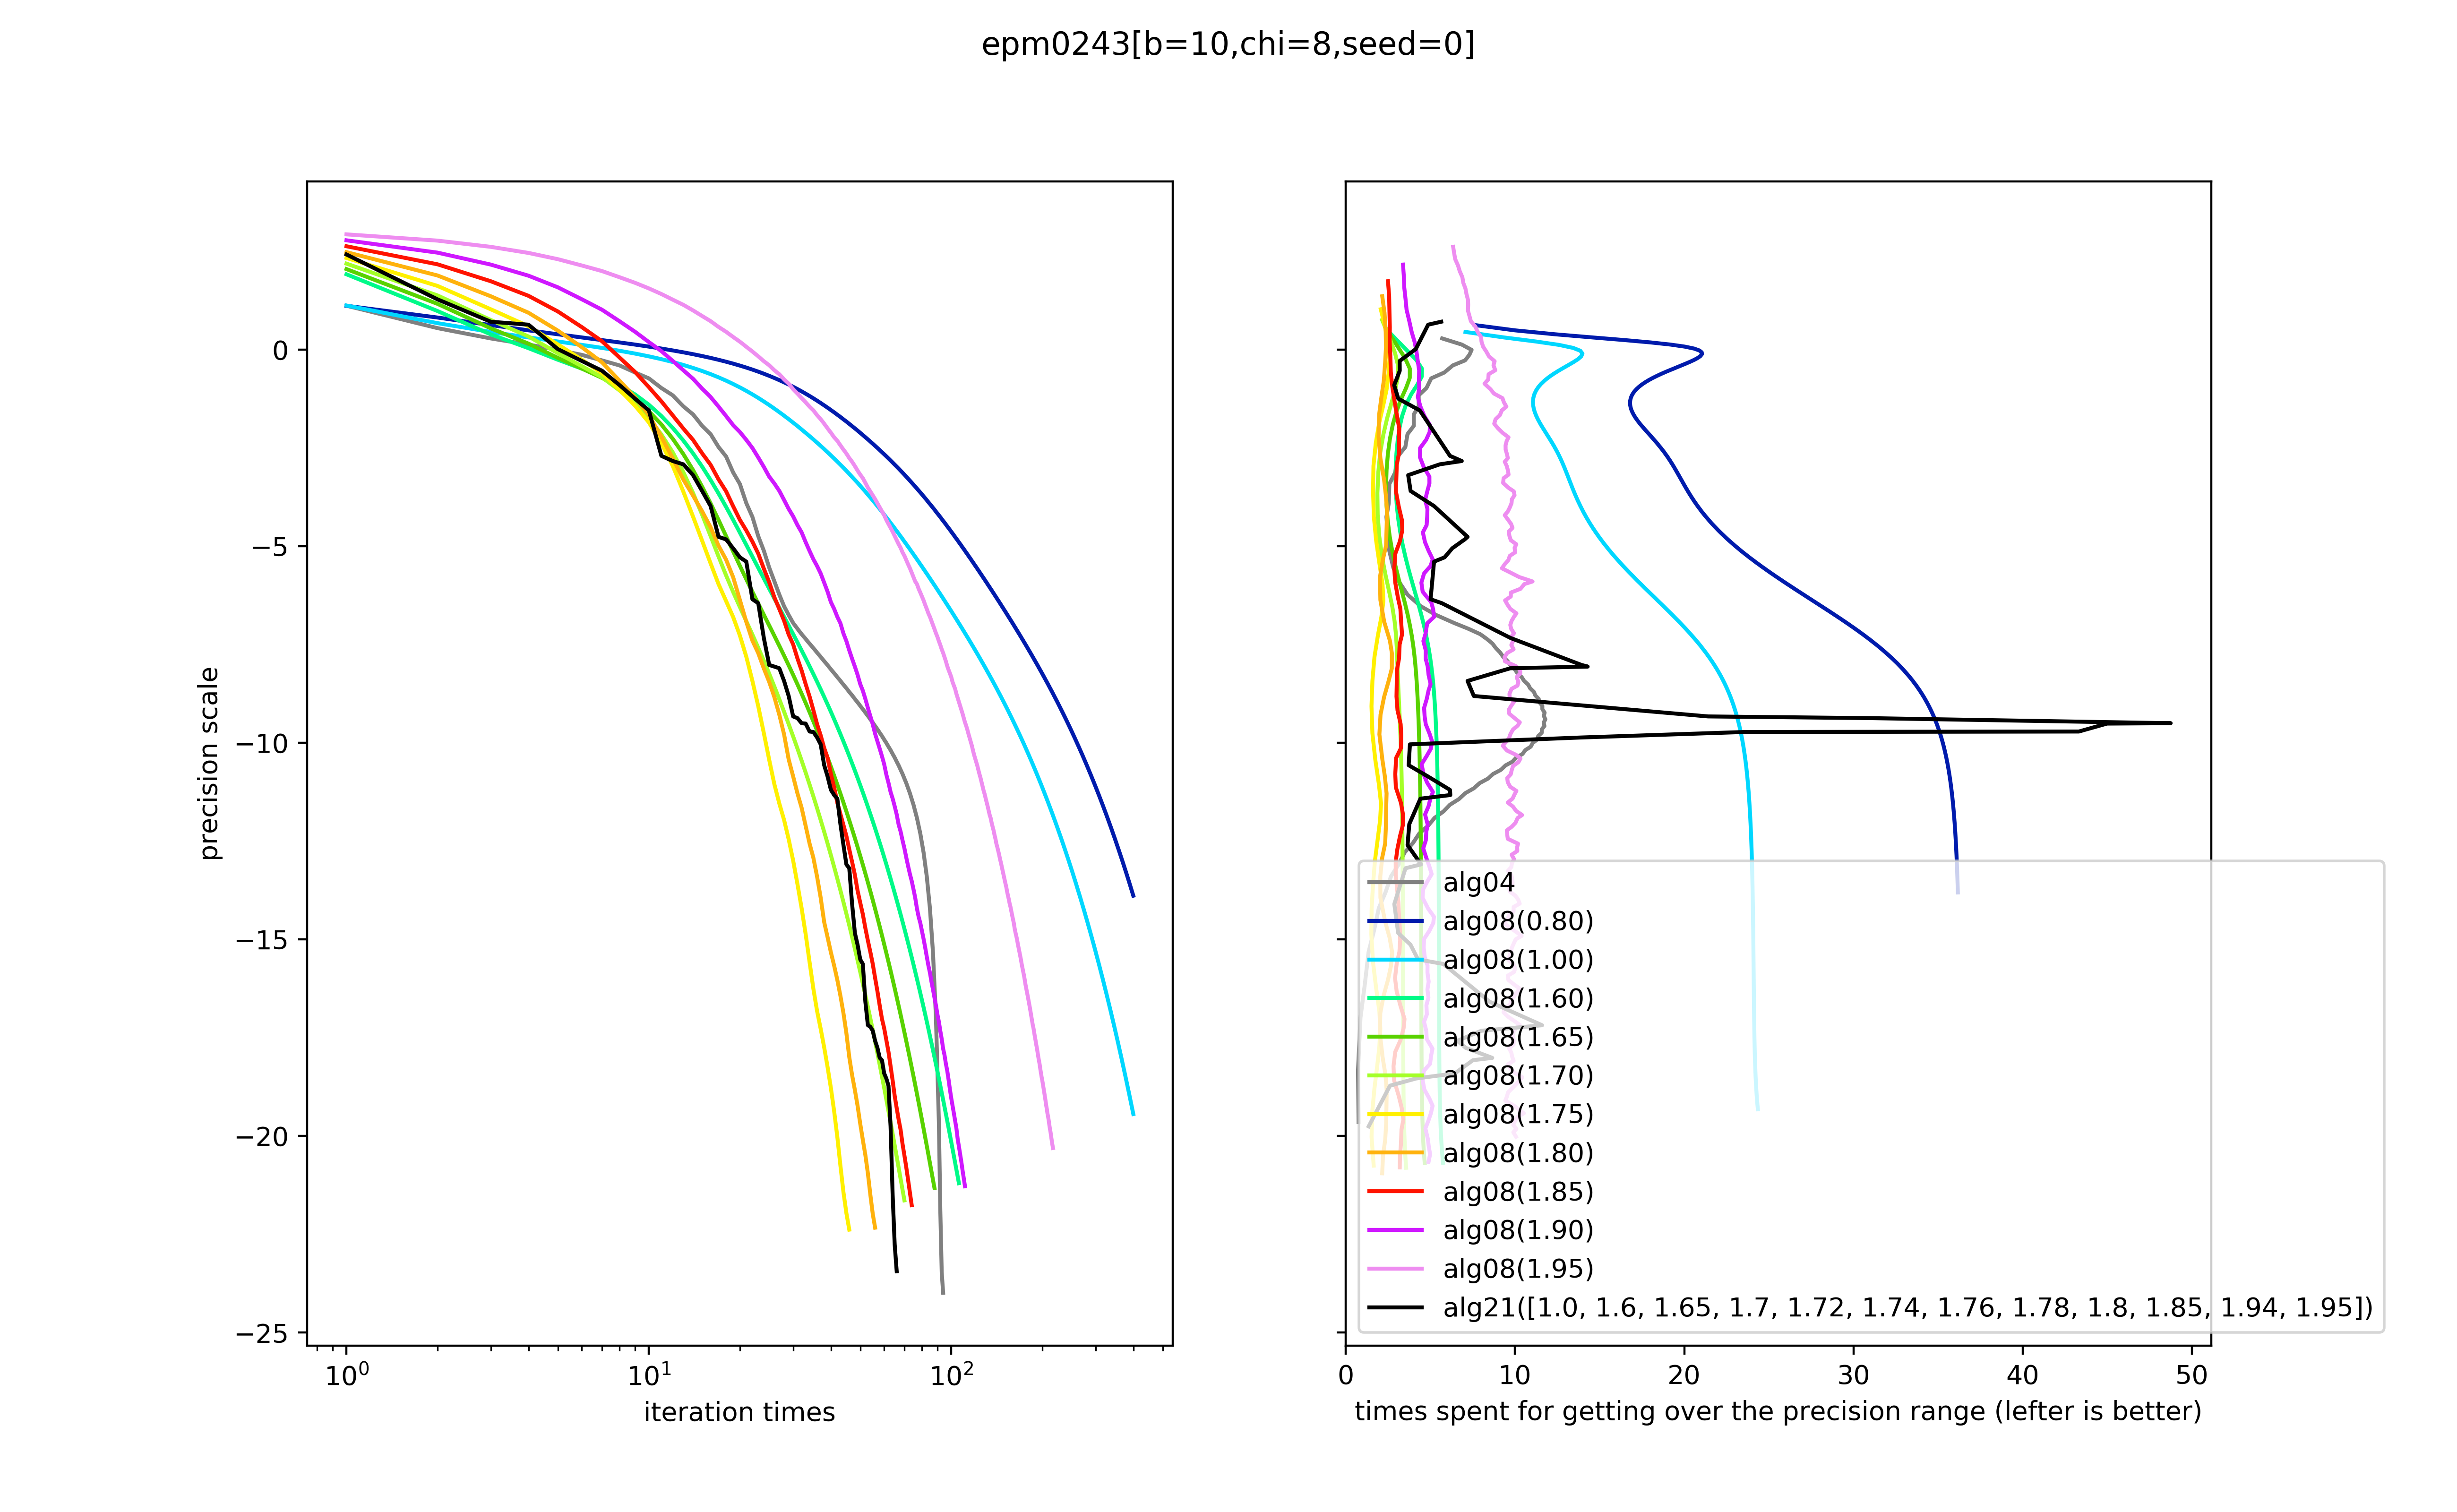 epm0243[b=10,chi=8,seed=0]
precision scale
0
−5
−10
−15
−20
−25
10⁰ 10¹ 10²
iteration times
alg04
alg08(0.80)
alg08(1.00)
alg08(1.60)
alg08(1.65)
alg08(1.70)
alg08(1.75)
alg08(1.80)
alg08(1.85)
alg08(1.90)
alg08(1.95)
alg21([1.0, 1.6, 1.65, 1.7, 1.72, 1.74, 1.76, 1.78, 1.8, 1.85, 1.94, 1.95])
0 10 20 30 40 50
times spent for getting over the precision range (lefter is better)